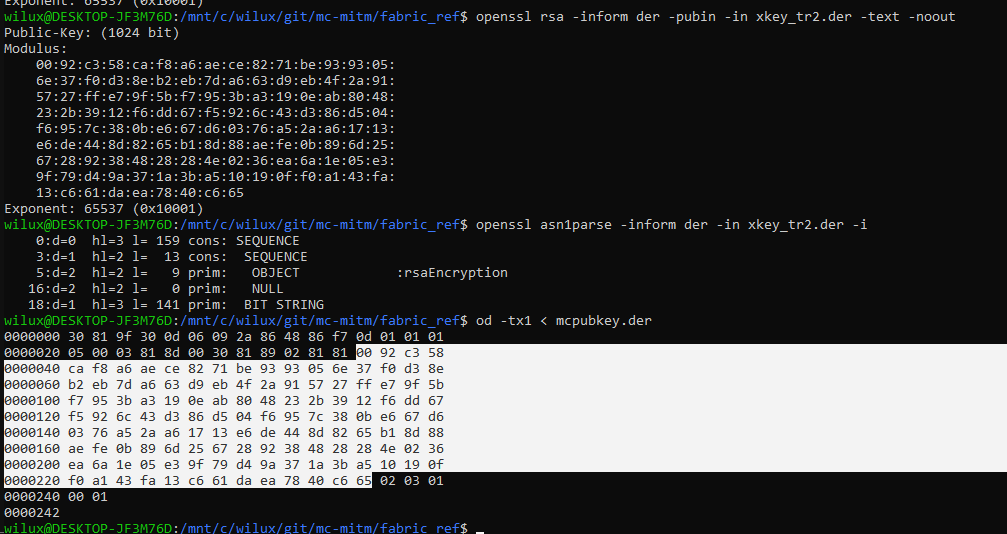 Exponent: 65537 (0x10001)
wilux@DESKTOP-JF3M76D:/mnt/c/wilux/git/mc-mitm/fabric_ref$ openssl rsa -inform der -pubin -in xkey_tr2.der -text -noout
Public-Key: (1024 bit)
Modulus:
    00:92:c3:58:ca:f8:a6:ae:ce:82:71:be:93:93:05:
    6e:37:f0:d3:8e:b2:eb:7d:a6:63:d9:eb:4f:2a:91:
    57:27:ff:e7:9f:5b:f7:95:3b:a3:19:0e:ab:80:48:
    23:2b:39:12:f6:dd:67:f5:92:6c:43:d3:86:d5:04:
    f6:95:7c:38:0b:e6:67:d6:03:76:a5:2a:a6:17:13:
    e6:de:44:8d:82:65:b1:8d:88:ae:fe:0b:89:6d:25:
    67:28:92:38:48:28:28:4e:02:36:ea:6a:1e:05:e3:
    9f:79:d4:9a:37:1a:3b:a5:10:19:0f:f0:a1:43:fa:
    13:c6:61:da:ea:78:40:c6:65
Exponent: 65537 (0x10001)
wilux@DESKTOP-JF3M76D:/mnt/c/wilux/git/mc-mitm/fabric_ref$ openssl asn1parse -inform der -in xkey_tr2.der -i
    0:d=0  hl=3 l= 159 cons: SEQUENCE
    3:d=1  hl=2 l=  13 cons:  SEQUENCE
    5:d=2  hl=2 l=   9 prim:   OBJECT            :rsaEncryption
   16:d=2  hl=2 l=   0 prim:   NULL
   18:d=1  hl=3 l= 141 prim:  BIT STRING
wilux@DESKTOP-JF3M76D:/mnt/c/wilux/git/mc-mitm/fabric_ref$ od -tx1 < mcpubkey.der
0000000 30 81 9f 30 0d 06 09 2a 86 48 86 f7 0d 01 01 01
0000020 05 00 03 81 8d 00 30 81 89 02 81 81 00 92 c3 58
0000040 ca f8 a6 ae ce 82 71 be 93 93 05 6e 37 f0 d3 8e
0000060 b2 eb 7d a6 63 d9 eb 4f 2a 91 57 27 ff e7 9f 5b
0000100 f7 95 3b a3 19 0e ab 80 48 23 2b 39 12 f6 dd 67
0000120 f5 92 6c 43 d3 86 d5 04 f6 95 7c 38 0b e6 67 d6
0000140 03 76 a5 2a a6 17 13 e6 de 44 8d 82 65 b1 8d 88
0000160 ae fe 0b 89 6d 25 67 28 92 38 48 28 28 4e 02 36
0000200 ea 6a 1e 05 e3 9f 79 d4 9a 37 1a 3b a5 10 19 0f
0000220 f0 a1 43 fa 13 c6 61 da ea 78 40 c6 65 02 03 01
0000240 00 01
0000242
wilux@DESKTOP-JF3M76D:/mnt/c/wilux/git/mc-mitm/fabric_ref$